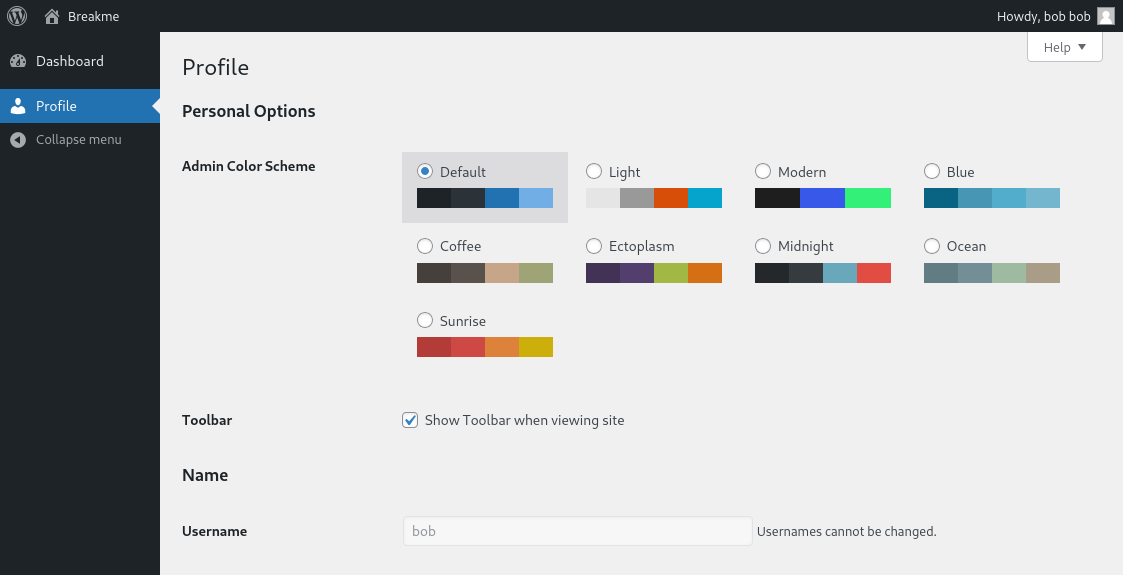 Breakme
Howdy, bob bob
Dashboard
Profile
Collapse menu
Help
Profile
Personal Options
Admin Color Scheme
Default
Light
Modern
Blue
Coffee
Ectoplasm
Midnight
Ocean
Sunrise
Toolbar
Show Toolbar when viewing site
Name
Username
bob
Usernames cannot be changed.